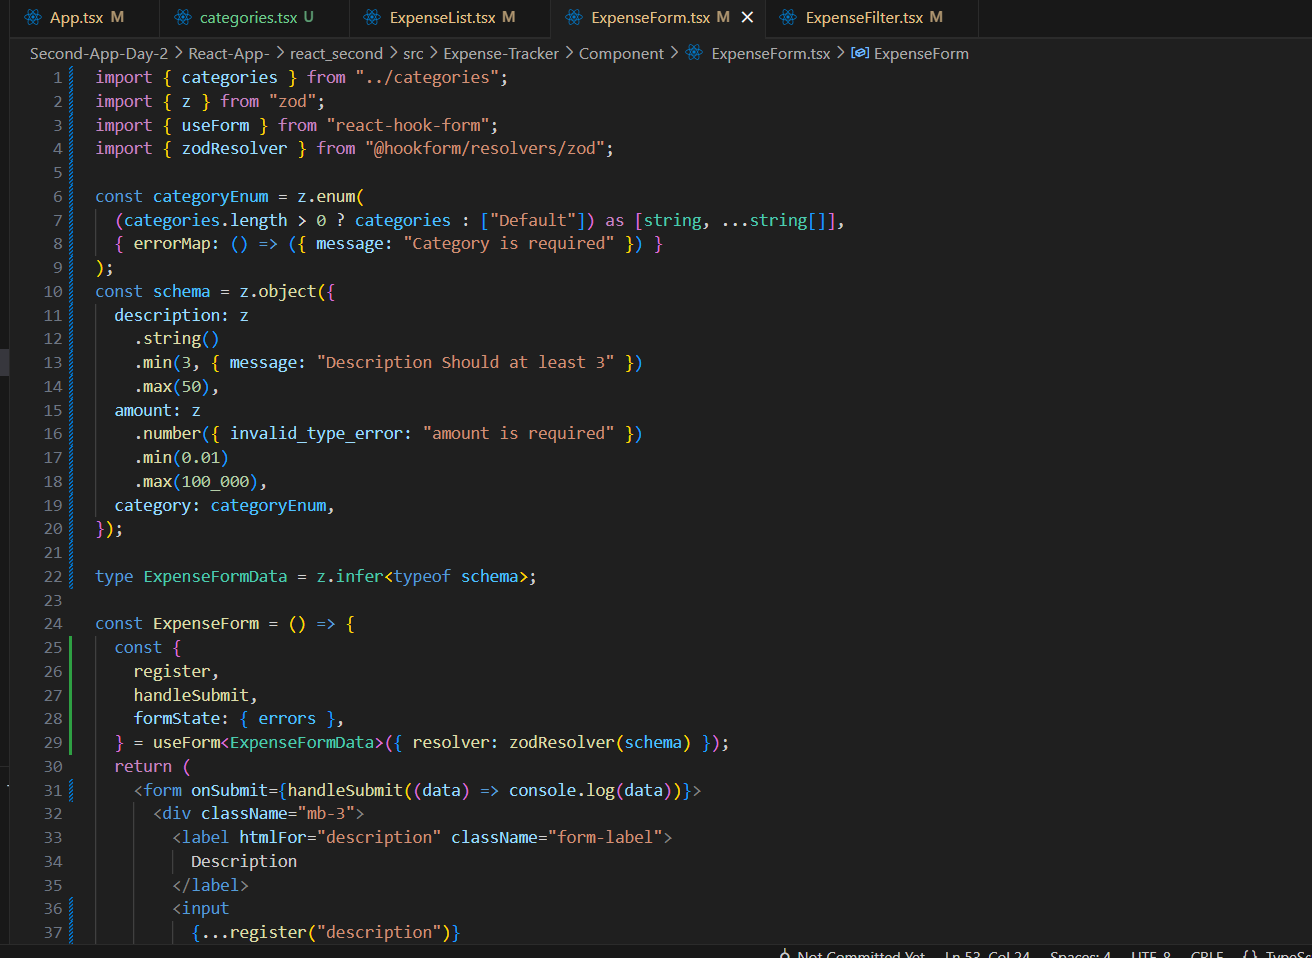 App.tsx M categories.tsx U ExpenseList.tsx M ExpenseForm.tsx M ExpenseFilter.tsx M
Second-App-Day-2 > React-App- > react_second > src > Expense-Tracker > Component > ExpenseForm.tsx > ExpenseForm
1 import { categories } from "../categories";
2 import { z } from "zod";
3 import { useForm } from "react-hook-form";
4 import { zodResolver } from "@hookform/resolvers/zod";
5
6 const categoryEnum = z.enum(
7 (categories.length > 0 ? categories : ["Default"]) as [string, ...string[]],
8 { errorMap: () => ({ message: "Category is required" }) }
9 );
10 const schema = z.object({
11 description: z
12 .string()
13 .min(3, { message: "Description Should at least 3" })
14 .max(50),
15 amount: z
16 .number({ invalid_type_error: "amount is required" })
17 .min(0.01)
18 .max(100_000),
19 category: categoryEnum,
20 });
21
22 type ExpenseFormData = z.infer<typeof schema>;
23
24 const ExpenseForm = () => {
25 const {
26 register,
27 handleSubmit,
28 formState: { errors },
29 } = useForm<ExpenseFormData>({ resolver: zodResolver(schema) });
30 return (
31 <form onSubmit={handleSubmit((data) => console.log(data))}>
32 <div className="mb-3">
33 <label htmlFor="description" className="form-label">
34 Description
35 </label>
36 <input
37 {...register("description")}
Not Committed Yet Ln 53, Col 24 Spaces: 4 UTF-8 CRLF {} TypeSc